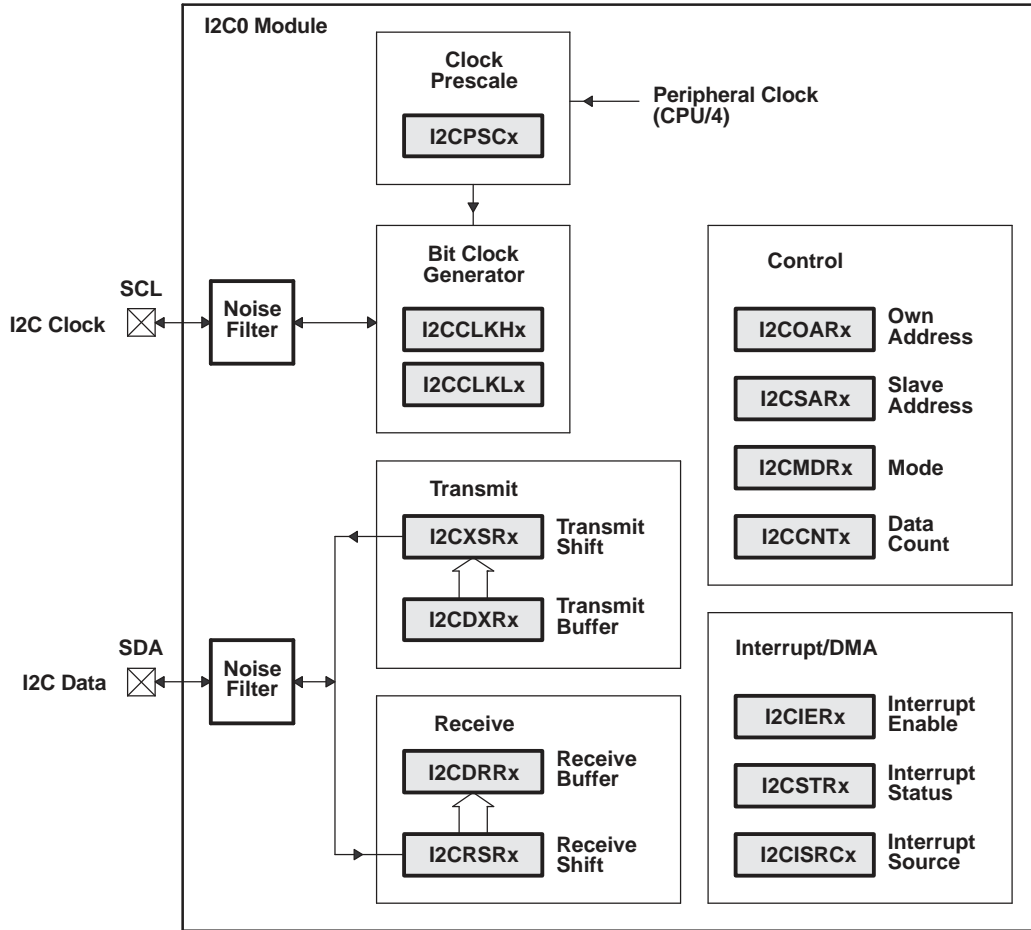 I2C0 Module
Clock
Prescale
I2CPSCx
Peripheral Clock
(CPU/4)
Bit Clock
Generator
I2CCLKHx
I2CCLKLx
SCL
I2C Clock
Noise
Filter
Control
I2COARx
Own
Address
I2CSARx
Slave
Address
I2CMDRx
Mode
I2CCNTx
Data
Count
Transmit
I2CXSRx
Transmit
Shift
I2CDXRx
Transmit
Buffer
SDA
I2C Data
Noise
Filter
Receive
I2CDRRx
Receive
Buffer
I2CRSRx
Receive
Shift
Interrupt/DMA
I2CIERx
Interrupt
Enable
I2CSTRx
Interrupt
Status
I2CISRCx
Interrupt
Source